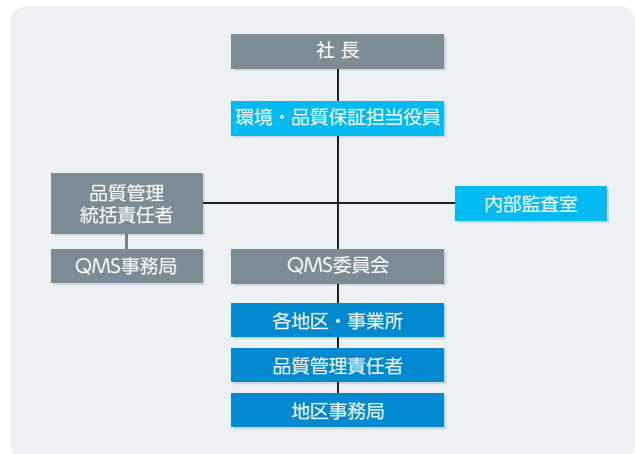 社 長
環境・品質保証担当役員
品質管理
統括責任者
内部監査室
QMS事務局
QMS委員会
各地区・事業所
品質管理責任者
地区事務局